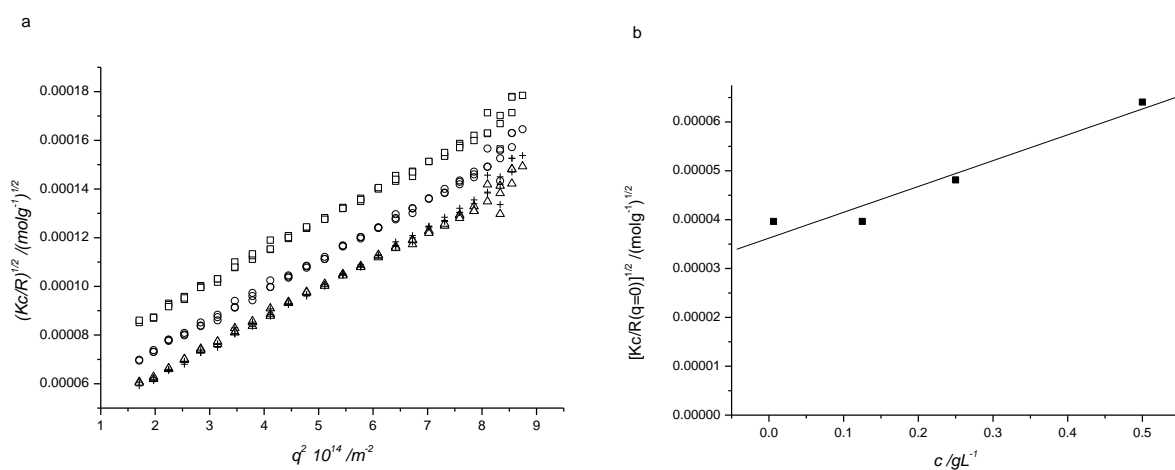 a
0.00018
0.00016
0.00014
0.00012
0.00010
0.00008
0.00006
1 2 3 4 5 6 7 8 9
(Kc/R)^1/2 /(molg^-1)^1/2
q^2 10^14 /m^-2
b
0.00006
0.00005
0.00004
0.00003
0.00002
0.00001
0.00000
0.0 0.1 0.2 0.3 0.4 0.5
[Kc/R(q=0)]^1/2 /(molg^-1)^1/2
c /gL^-1